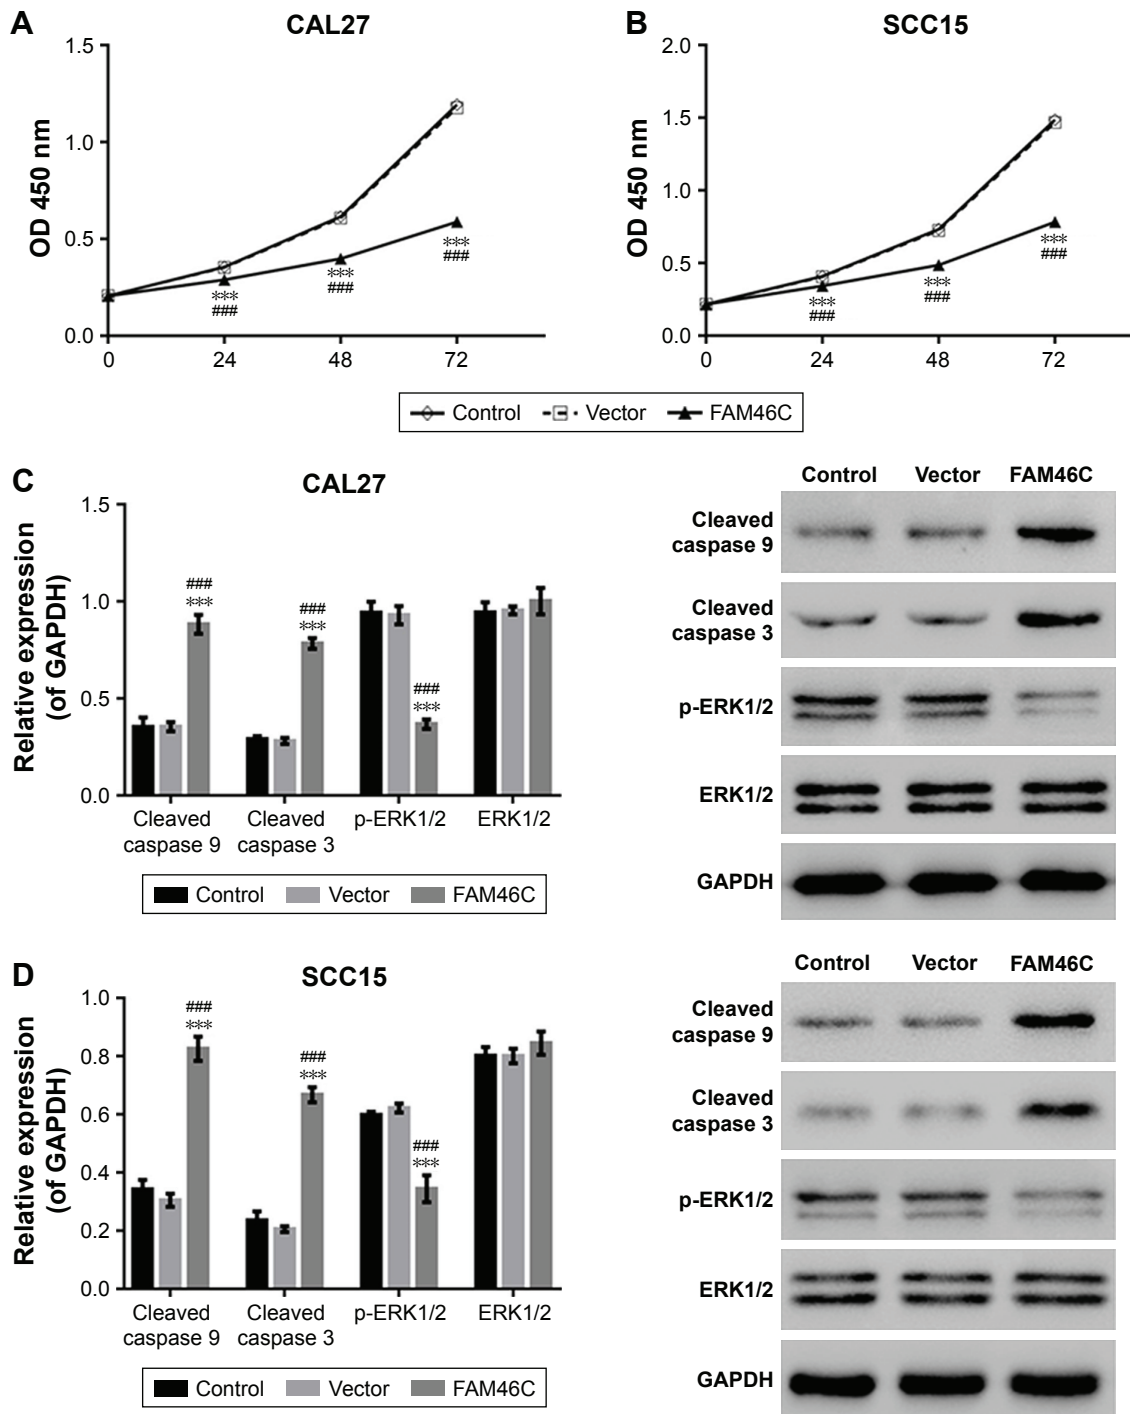 A
CAL27
OD 450 nm
1.5
1.0
0.5
0.0
0 24 48 72
***
###
***
###
***
###
B
SCC15
OD 450 nm
2.0
1.5
1.0
0.5
0.0
0 24 48 72
***
###
***
###
***
###
Control Vector FAM46C
C
CAL27
Relative expression
(of GAPDH)
1.5
1.0
0.5
0.0
###
***
###
***
###
***
Cleaved
caspase 9
Cleaved
caspase 3
p-ERK1/2
ERK1/2
Control Vector FAM46C
Control Vector FAM46C
Cleaved
caspase 9
Cleaved
caspase 3
p-ERK1/2
ERK1/2
GAPDH
D
SCC15
Relative expression
(of GAPDH)
1.0
0.8
0.6
0.4
0.2
0.0
###
***
###
***
###
***
Cleaved
caspase 9
Cleaved
caspase 3
p-ERK1/2
ERK1/2
Control Vector FAM46C
Control Vector FAM46C
Cleaved
caspase 9
Cleaved
caspase 3
p-ERK1/2
ERK1/2
GAPDH